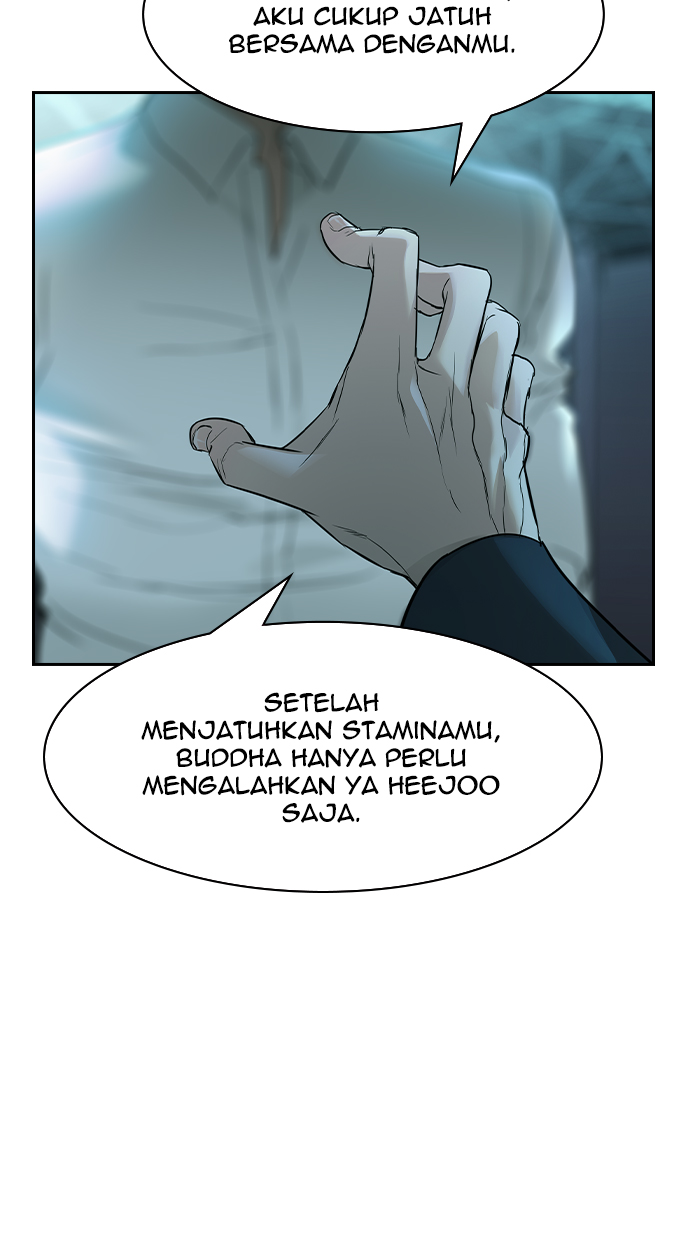 AKU CUKUP JATUH
BERSAMA DENGANMU.
SETELAH
MENJATUHKAN STAMINAMU,
BUDDHA HANYA PERLU
MENGALAHKAN YA HEEJOO
SAJA.